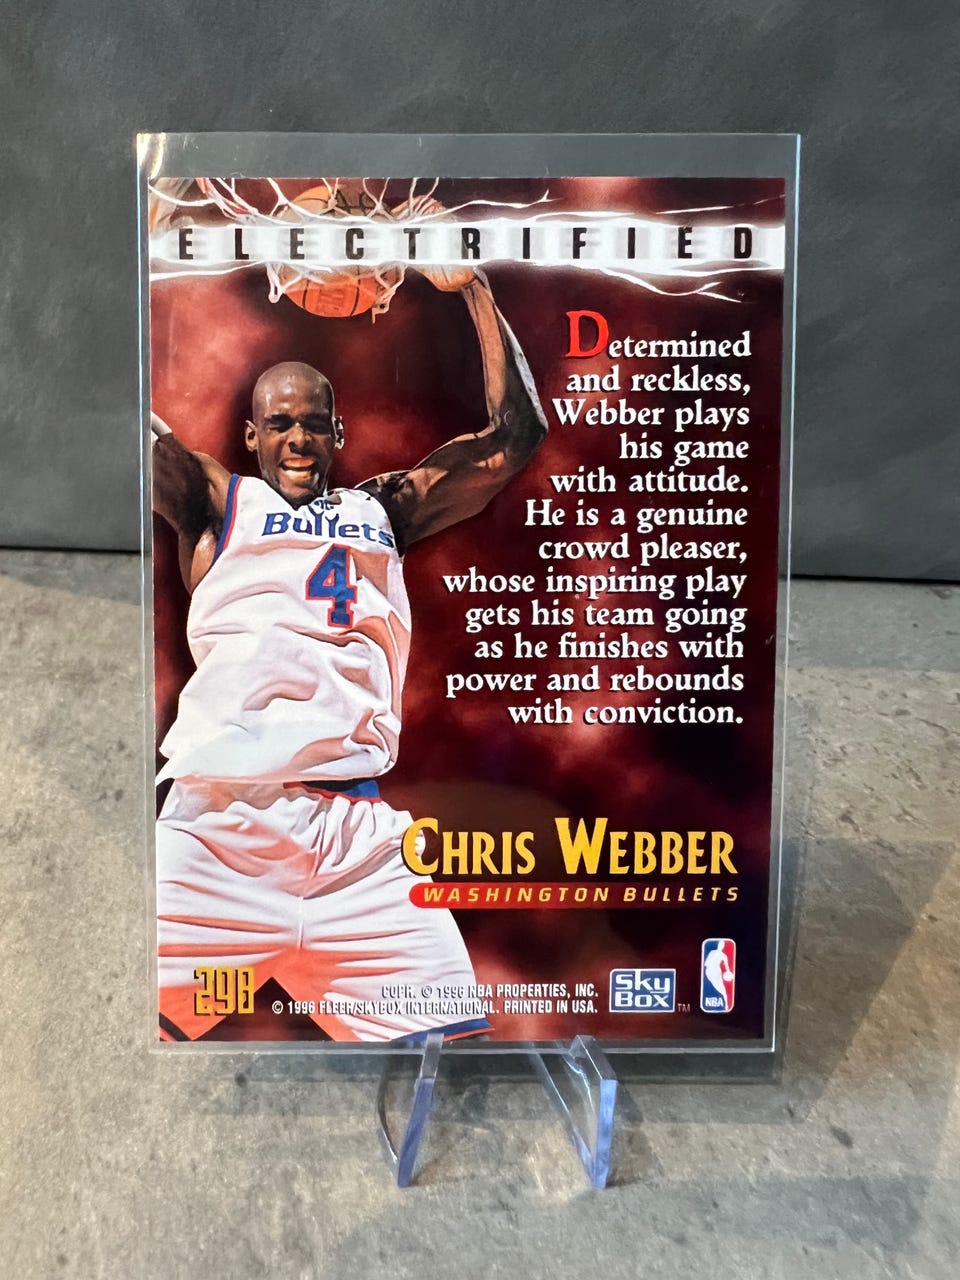 ELECTRIFIED
Determined
and reckless,
Webber plays
his game
with attitude.
He is a genuine
crowd pleaser,
whose inspiring play
gets his team going
as he finishes with
power and rebounds
with conviction.
Bullets
4
CHRIS WEBBER
WASHINGTON BULLETS
298
COPR. © 1996 NBA PROPERTIES, INC.
© 1996 FLEER/SKYBOX INTERNATIONAL. PRINTED IN USA.
SkyBox TM
NBA